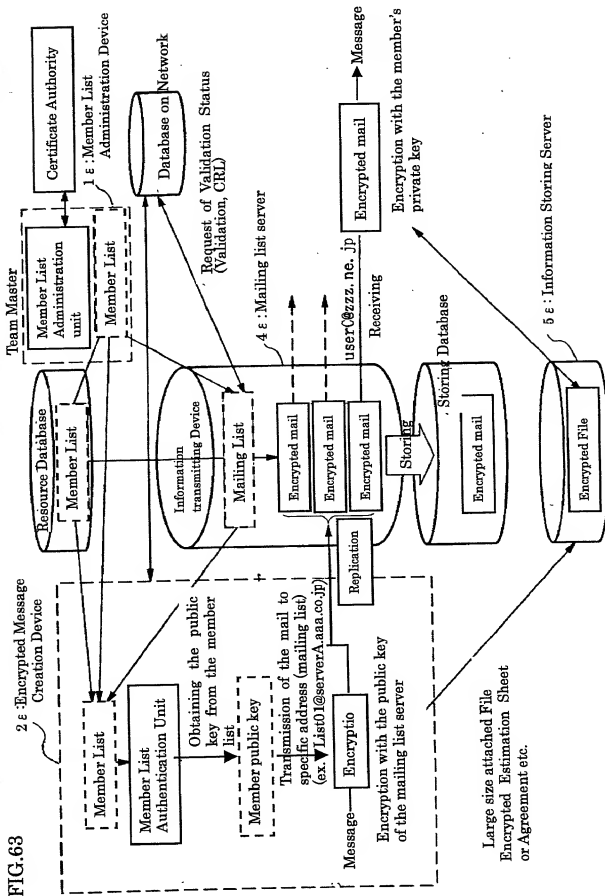 FIG.63
2ε:Encrypted Message
Creation Device
Member List
Member List
Authentication Unit
Obtaining the public
key from the member
list
Member public key
Transmission of the mail to
specific address (mailing list)
(ex. List01@serverA.aaa.co.jp)
Message
Encryptio
Encryption with the public key
of the mailing list server
Large size attached File
Encrypted Estimation Sheet
or Agreement etc.
Resource Database
Member List
Information
transmitting Device
Mailing List
Encrypted mail
Encrypted mail
Encrypted mail
Replication
Storing
Storing Database
Encrypted mail
Encrypted File
5ε:Information Storing Server
Team Master
Member List
Administration
unit
Member List
1ε:Member List
Administration Device
Certificate Authority
Database on Network
Request of Validation Status
(Validation, CRL)
4ε:Mailing list server
userC@zzz.ne.jp
Receiving
Encrypted mail
Message
Encryption with the member's
private key